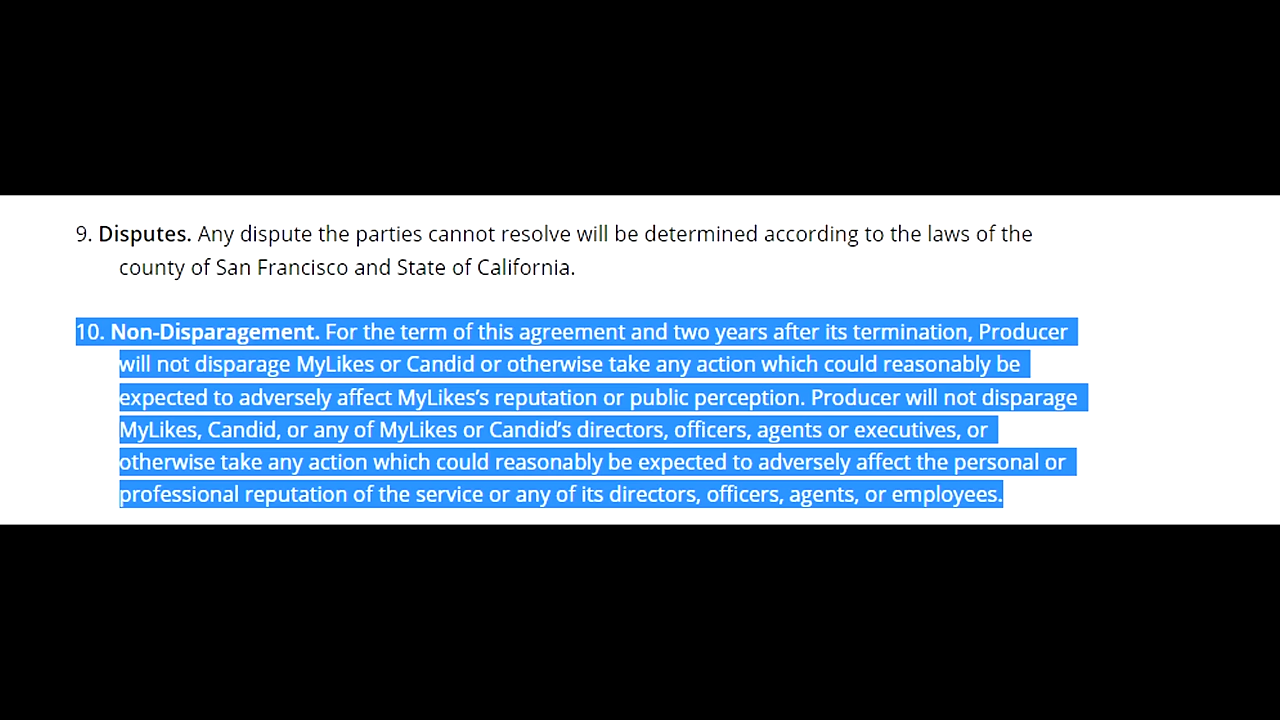 9. Disputes. Any dispute the parties cannot resolve will be determined according to the laws of the
county of San Francisco and State of California.
10. Non-Disparagement. For the term of this agreement and two years after its termination, Producer
will not disparage MyLikes or Candid or otherwise take any action which could reasonably be
expected to adversely affect MyLikes’s reputation or public perception. Producer will not disparage
MyLikes, Candid, or any of MyLikes or Candid’s directors, officers, agents or executives, or
otherwise take any action which could reasonably be expected to adversely affect the personal or
professional reputation of the service or any of its directors, officers, agents, or employees.